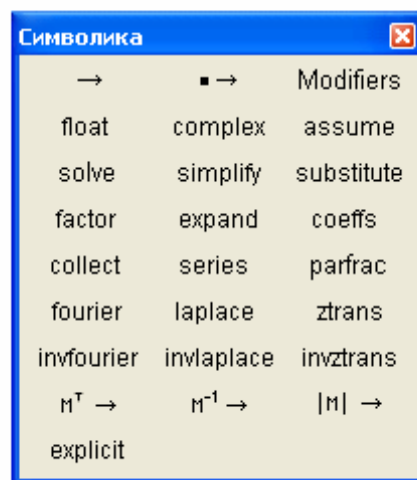 Символика
→ ▪ → Modifiers
float complex assume
solve simplify substitute
factor expand coeffs
collect series parfrac
fourier laplace ztrans
invfourier invlaplace invztrans
Mᵀ → M⁻¹ → |M| →
explicit